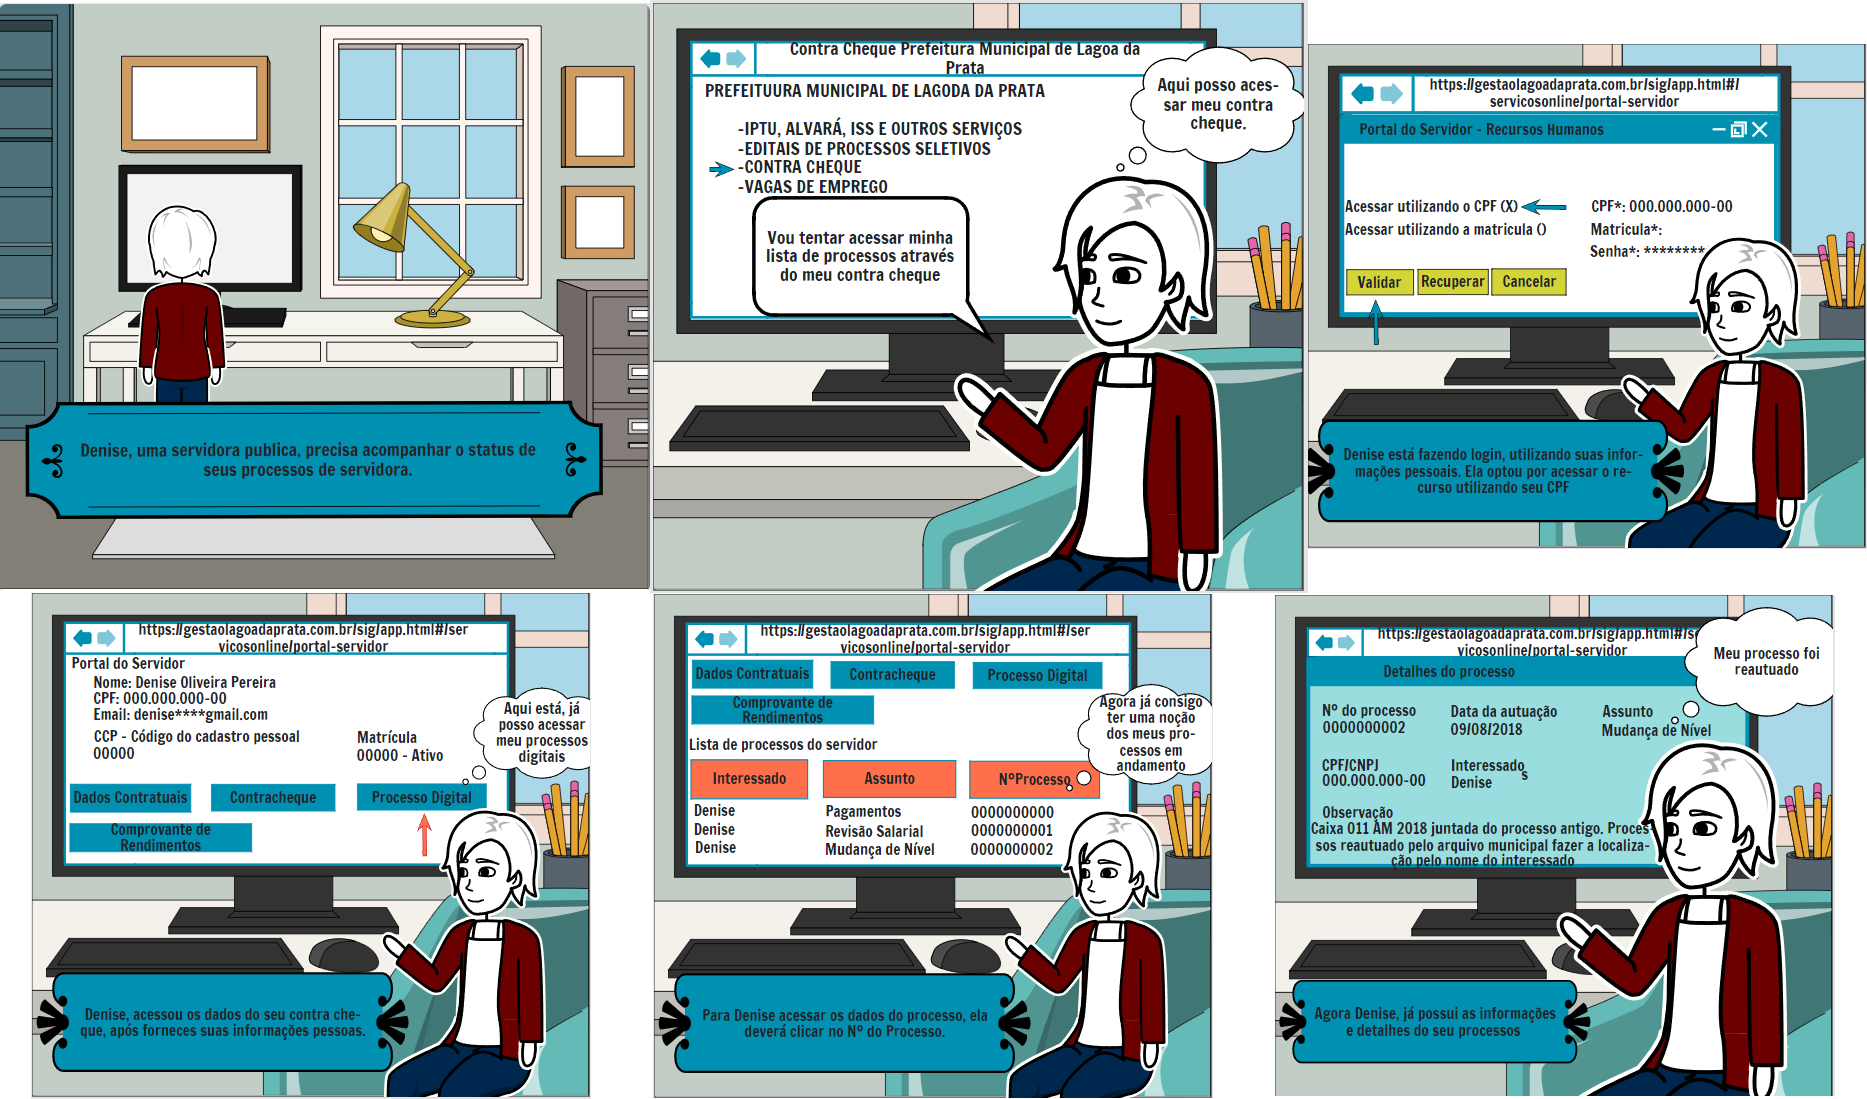 Denise, uma servidora publica, precisa acompanhar o status de
seus processos de servidora.
Contra Cheque Prefeitura Municipal de Lagoa da
Prata
PREFEITUURA MUNICIPAL DE LAGODA DA PRATA
-IPTU, ALVARÁ, ISS E OUTROS SERVIÇOS
-EDITAIS DE PROCESSOS SELETIVOS
-CONTRA CHEQUE
-VAGAS DE EMPREGO
Aqui posso aces-
sar meu contra
cheque.
Vou tentar acessar minha
lista de processos através
do meu contra cheque
https://gestaolagoadaprata.com.br/sig/app.html#/
servicosonline/portal-servidor
Portal do Servidor - Recursos Humanos
Acessar utilizando o CPF (X)
Acessar utilizando a matricula ()
CPF*: 000.000.000-00
Matricula*:
Senha*: ********
Validar
Recuperar
Cancelar
Denise está fazendo login, utilizando suas infor-
mações pessoais. Ela optou por acessar o re-
curso utilizando seu CPF
https://gestaolagoadaprata.com.br/sig/app.html#/ser
vicosonline/portal-servidor
Portal do Servidor
Nome: Denise Oliveira Pereira
CPF: 000.000.000-00
Email: denise****gmail.com
CCP - Código do cadastro pessoal
00000
Matrícula
00000 - Ativo
Aqui está, já
posso acessar
meu processos
digitais
Dados Contratuais
Contracheque
Processo Digital
Comprovante de
Rendimentos
Denise, acessou os dados do seu contra che-
que, após forneces suas informações pessoas.
https://gestaolagoadaprata.com.br/sig/app.html#/ser
vicosonline/portal-servidor
Dados Contratuais
Contracheque
Processo Digital
Comprovante de
Rendimentos
Agora já consigo
ter uma noção
dos meus pro-
cessos em
andamento
Lista de processos do servidor
Interessado
Assunto
NºProcesso
Denise Pagamentos 0000000000
Denise Revisão Salarial 0000000001
Denise Mudança de Nível 0000000002
Para Denise acessar os dados do processo, ela
deverá clicar no Nº do Processo.
https://gestaolagoadaprata.com.br/sig/app.html#/se
vicosonline/portal-servidor
Meu processo foi
reautuado
Detalhes do processo
Nº do processo
0000000002
Data da autuação
09/08/2018
Assunto
Mudança de Nível
CPF/CNPJ
000.000.000-00
Interessado
s
Denise
Observação
Caixa 011 AM 2018 juntada do processo antigo. Proces-
sos reautuado pelo arquivo municipal fazer a localiza-
ção pelo nome do interessado
Agora Denise, já possui as informações
e detalhes do seu processos